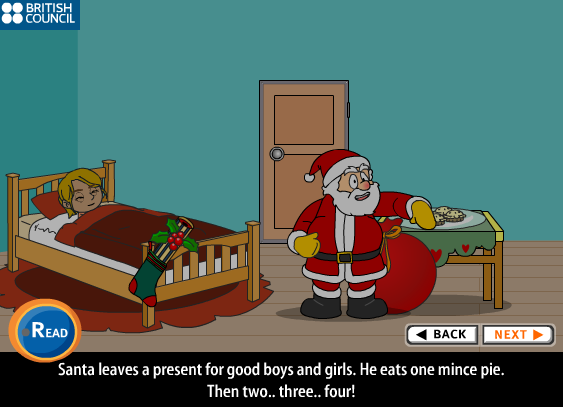 BRITISH
COUNCIL
READ
BACK
NEXT
Santa leaves a present for good boys and girls. He eats one mince pie.
Then two.. three.. four!